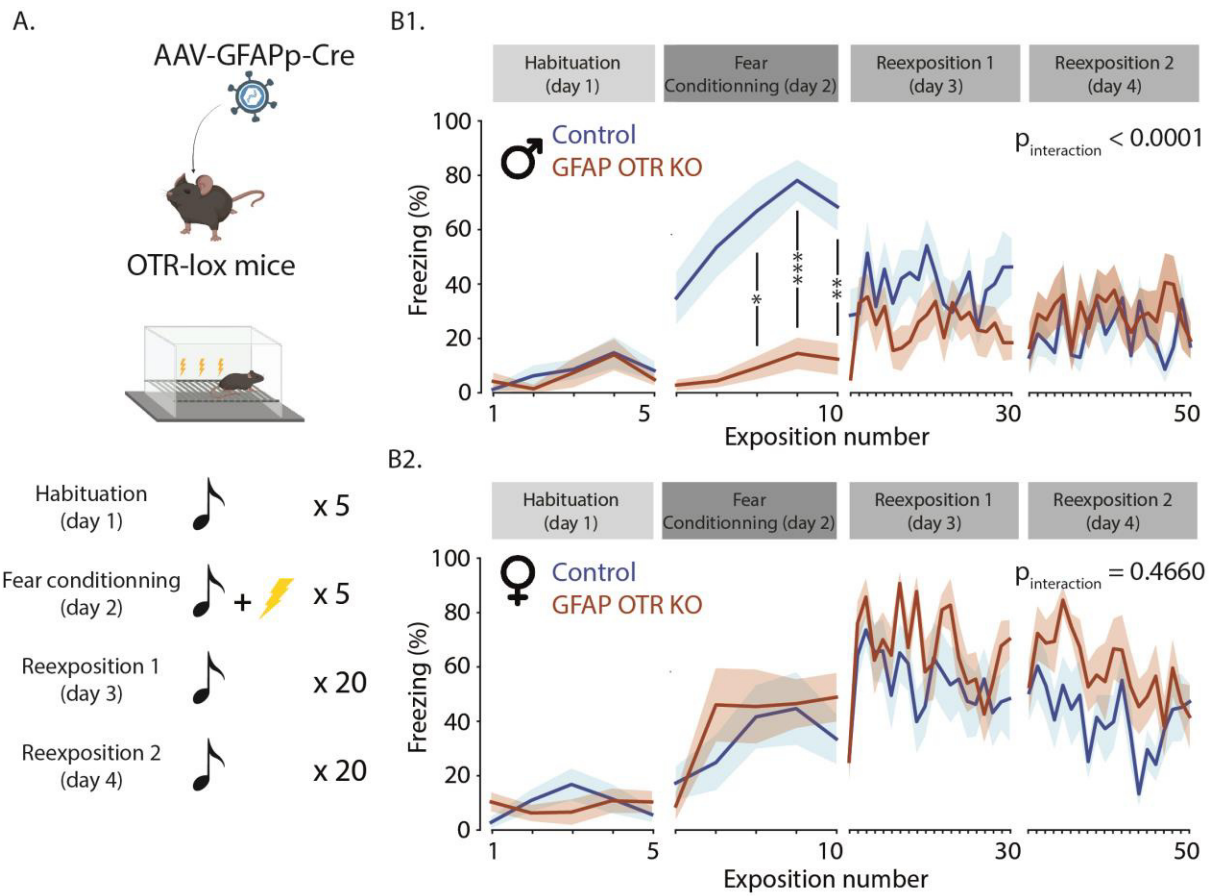 A.
AAV-GFAPp-Cre
OTR-lox mice
Habituation
(day 1)
x 5
Fear conditionning
(day 2)
+
x 5
Reexposition 1
(day 3)
x 20
Reexposition 2
(day 4)
x 20
B1.
Habituation
(day 1)
Fear
Conditionning (day 2)
Reexposition 1
(day 3)
Reexposition 2
(day 4)
Control
GFAP OTR KO
p interaction < 0.0001
Freezing (%)
100
80
60
40
20
0
*
***
**
1
5
10
30
50
Exposition number
B2.
Habituation
(day 1)
Fear
Conditionning (day 2)
Reexposition 1
(day 3)
Reexposition 2
(day 4)
Control
GFAP OTR KO
p interaction = 0.4660
Freezing (%)
100
80
60
40
20
0
1
5
10
30
50
Exposition number